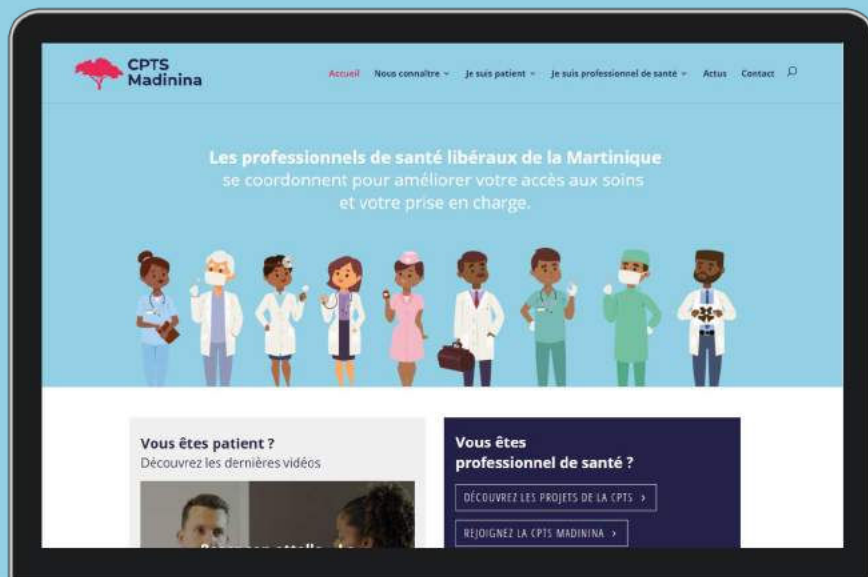 CPTS
Madinina
Accueil Nous connaître Je suis patient Je suis professionnel de santé Actus Contact
Les professionnels de santé libéraux de la Martinique
se coordonnent pour améliorer votre accès aux soins
et votre prise en charge.
Vous êtes patient ?
Découvrez les dernières vidéos
Vous êtes
professionnel de santé ?
DÉCOUVREZ LES PROJETS DE LA CPTS >
REJOIGNEZ LA CPTS MADININA >